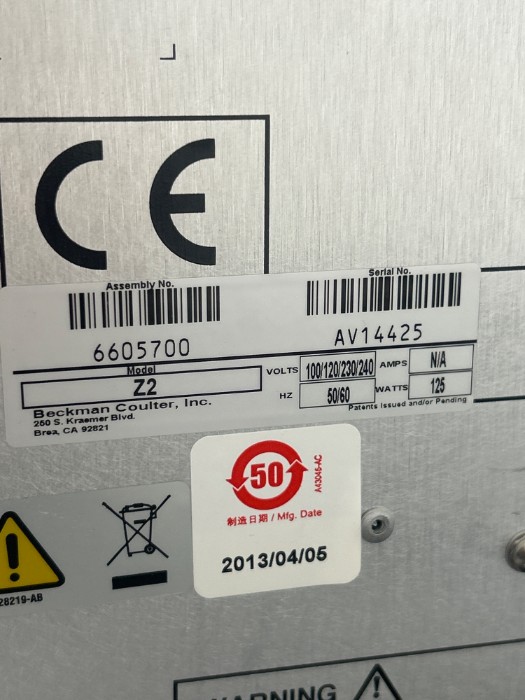 CE
Assembly No.
Serial No.
6605700
AV14425
Model
Z2
VOLTS
100/120/230/240
AMPS
N/A
HZ
50/60
WATTS
125
Beckman Coulter, Inc.
250 S. Kraemer Blvd.
Brea, CA 92821
Patents Issued and/or Pending
50
A43046-AC
制造日期 / Mfg. Date
2013/04/05
28219-AB
WARNING